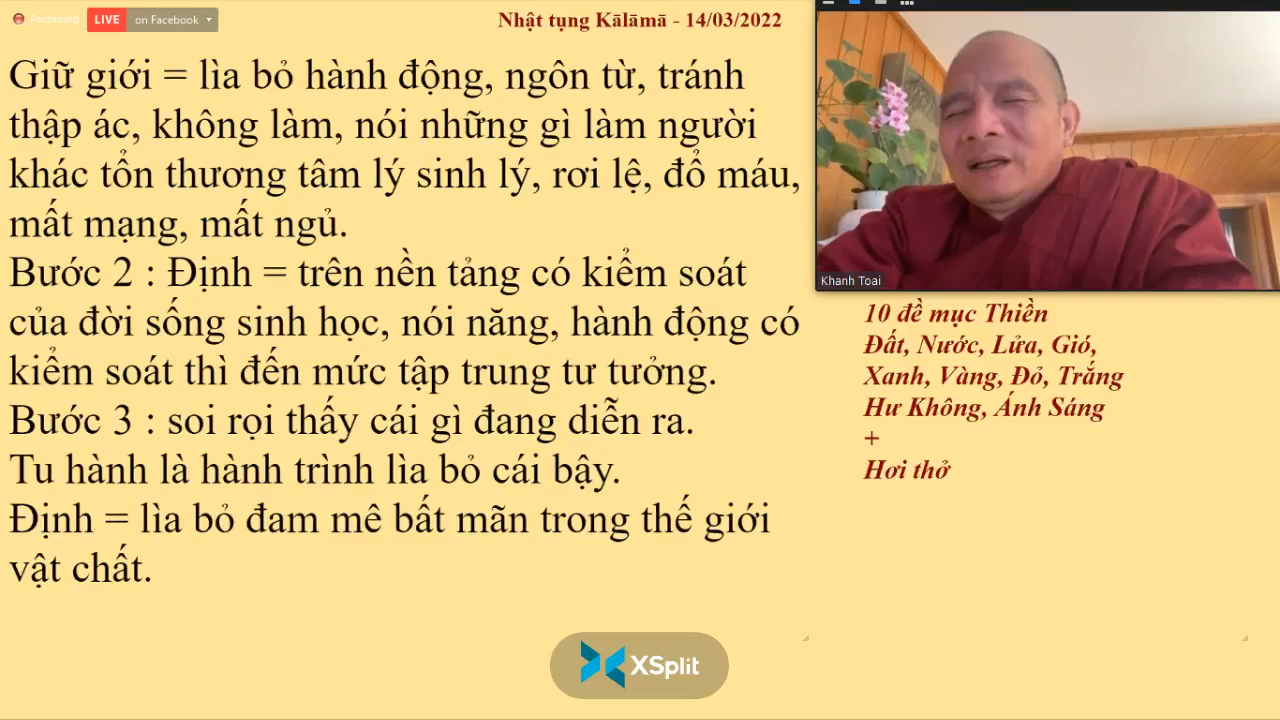 Recording
LIVE on Facebook
Nhật tụng Kālāmā - 14/03/2022
Giữ giới = lìa bỏ hành động, ngôn từ, tránh
thập ác, không làm, nói những gì làm người
khác tổn thương tâm lý sinh lý, rơi lệ, đổ máu,
mất mạng, mất ngủ.
Bước 2 : Định = trên nền tảng có kiểm soát
của đời sống sinh học, nói năng, hành động có
kiểm soát thì đến mức tập trung tư tưởng.
Bước 3 : soi rọi thấy cái gì đang diễn ra.
Tu hành là hành trình lìa bỏ cái bậy.
Định = lìa bỏ đam mê bất mãn trong thế giới
vật chất.
Khanh Toai
10 đề mục Thiền
Đất, Nước, Lửa, Gió,
Xanh, Vàng, Đỏ, Trắng
Hư Không, Ánh Sáng
+
Hơi thở
XSplit